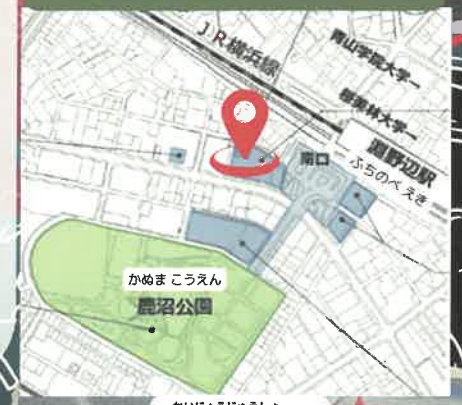 JR横浜線
青山学院大学→
桜美林大学→
淵野辺駅
ふちのべ えき
南口
かぬま こうえん
鹿沼公園